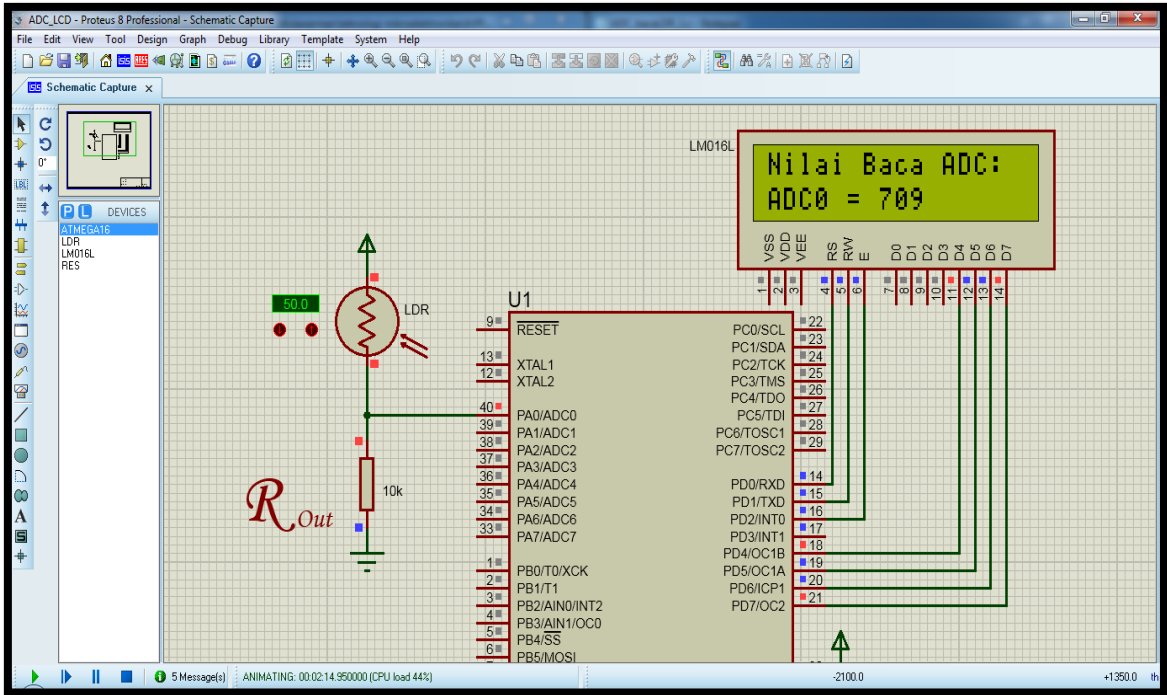 ADC_LCD - Proteus 8 Professional - Schematic Capture
File Edit View Tool Design Graph Debug Library Template System Help
Schematic Capture x
0°
P L DEVICES
ATMEGA16
LDR
LM016L
RES
LM016L
Nilai Baca ADC:
ADC0 = 709
VSS VDD VEE RS RW E D0 D1 D2 D3 D4 D5 D6 D7
1 2 3 4 5 6 7 8 9 10 11 12 13 14
50.0
LDR
10k
R Out
U1
9 RESET
13 XTAL1
12 XTAL2
40 PA0/ADC0
39 PA1/ADC1
38 PA2/ADC2
37 PA3/ADC3
36 PA4/ADC4
35 PA5/ADC5
34 PA6/ADC6
33 PA7/ADC7
1 PB0/T0/XCK
2 PB1/T1
3 PB2/AIN0/INT2
4 PB3/AIN1/OC0
5 PB4/SS
6 PB5/MOSI
PC0/SCL 22
PC1/SDA 23
PC2/TCK 24
PC3/TMS 25
PC4/TDO 26
PC5/TDI 27
PC6/TOSC1 28
PC7/TOSC2 29
PD0/RXD 14
PD1/TXD 15
PD2/INT0 16
PD3/INT1 17
PD4/OC1B 18
PD5/OC1A 19
PD6/ICP1 20
PD7/OC2 21
5 Message(s) ANIMATING: 00:02:14.950000 (CPU load 44%) -2100.0 +1350.0 th